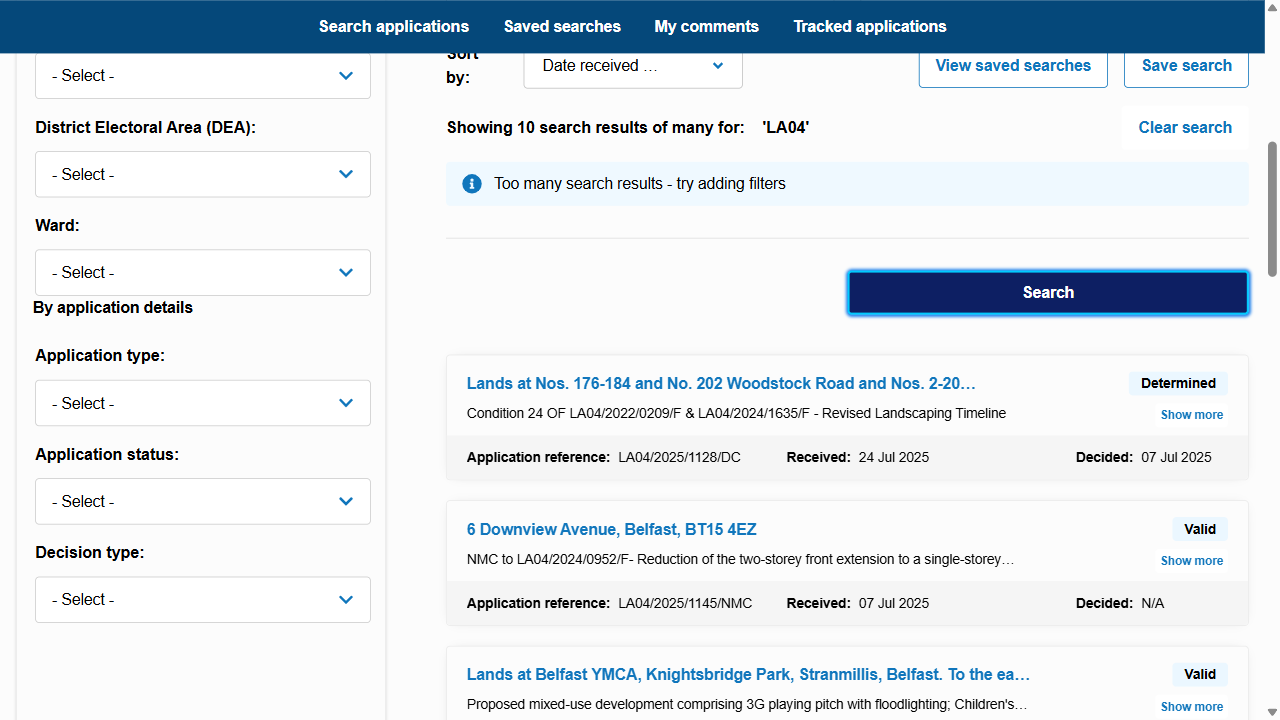 Search applications Saved searches My comments Tracked applications
- Select -
District Electoral Area (DEA):
- Select -
Ward:
- Select -
By application details
Application type:
- Select -
Application status:
- Select -
Decision type:
- Select -
Sort
by:
Date received ...
View saved searches
Save search
Showing 10 search results of many for: 'LA04'
Clear search
Too many search results - try adding filters
Search
Lands at Nos. 176-184 and No. 202 Woodstock Road and Nos. 2-20…
Determined
Condition 24 OF LA04/2022/0209/F & LA04/2024/1635/F - Revised Landscaping Timeline
Show more
Application reference: LA04/2025/1128/DC Received: 24 Jul 2025 Decided: 07 Jul 2025
6 Downview Avenue, Belfast, BT15 4EZ
Valid
NMC to LA04/2024/0952/F- Reduction of the two-storey front extension to a single-storey…
Show more
Application reference: LA04/2025/1145/NMC Received: 07 Jul 2025 Decided: N/A
Lands at Belfast YMCA, Knightsbridge Park, Stranmillis, Belfast. To the ea…
Valid
Proposed mixed-use development comprising 3G playing pitch with floodlighting; Children's…
Show more